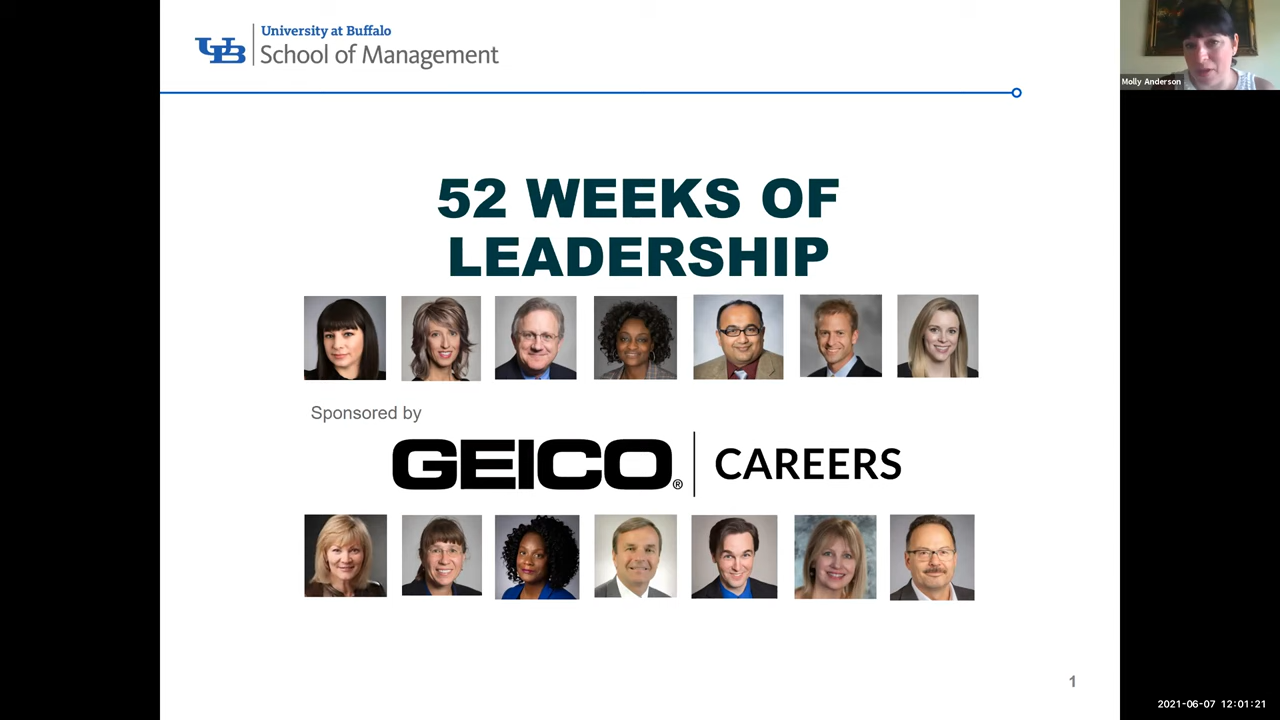 UB
University at Buffalo
School of Management
Molly Anderson
52 WEEKS OF
LEADERSHIP
Sponsored by
GEICO® | CAREERS
1
2021-06-07 12:01:21